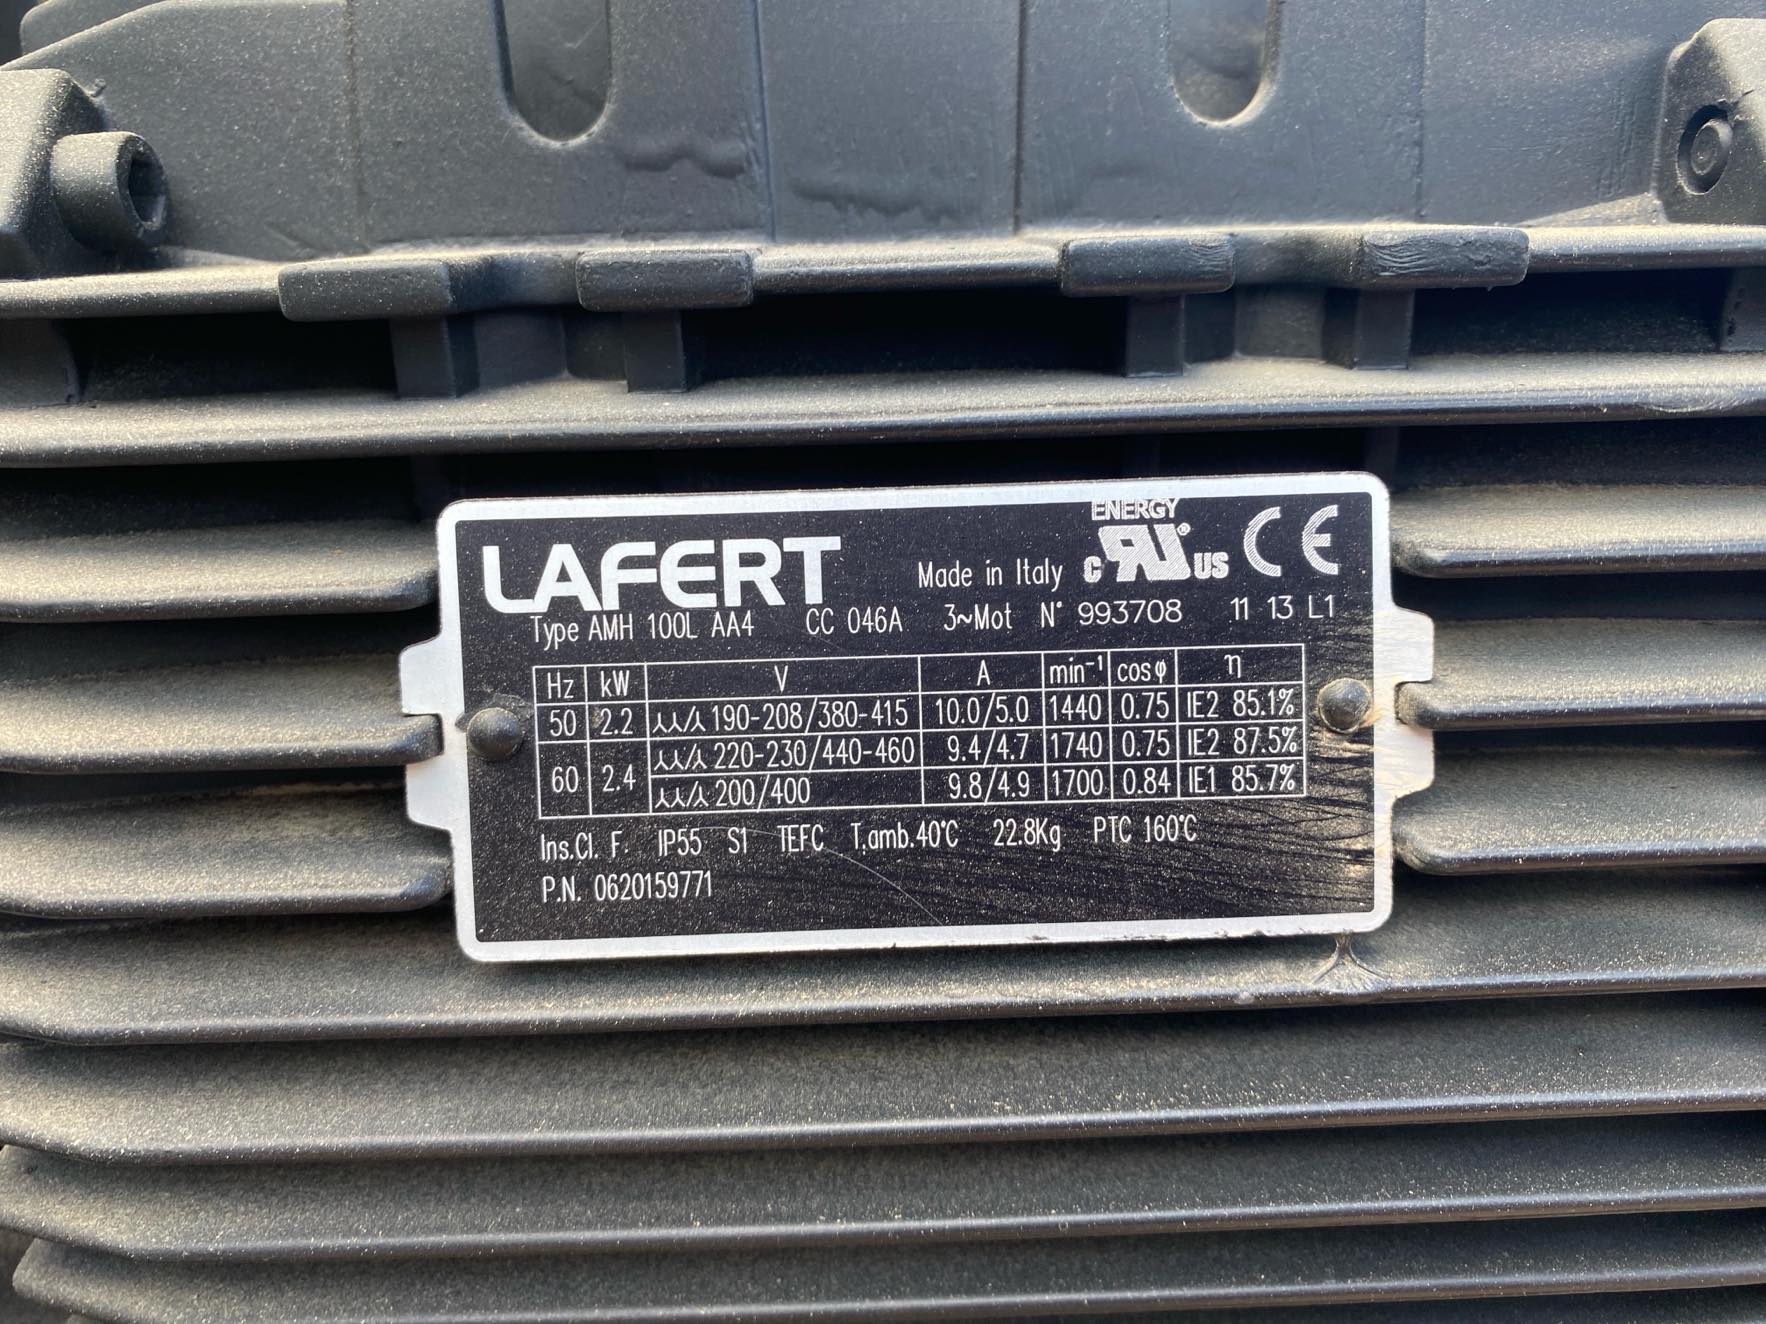 LAFERT Made in Italy ENERGY c UR® US CE
Type AMH 100L AA4 CC 046A 3~Mot N° 993708 11 13 L1
Hz kW V A min⁻¹ cosφ η
50 2.2 ⅄⅄/⅄ 190-208/380-415 10.0/5.0 1440 0.75 IE2 85.1%
60 2.4 ⅄⅄/⅄ 220-230/440-460 9.4/4.7 1740 0.75 IE2 87.5%
⅄⅄/⅄ 200/400 9.8/4.9 1700 0.84 IE1 85.7%
Ins.Cl. F. IP55 S1 TEFC T.amb.40°C 22.8Kg PTC 160°C
P.N. 0620159771